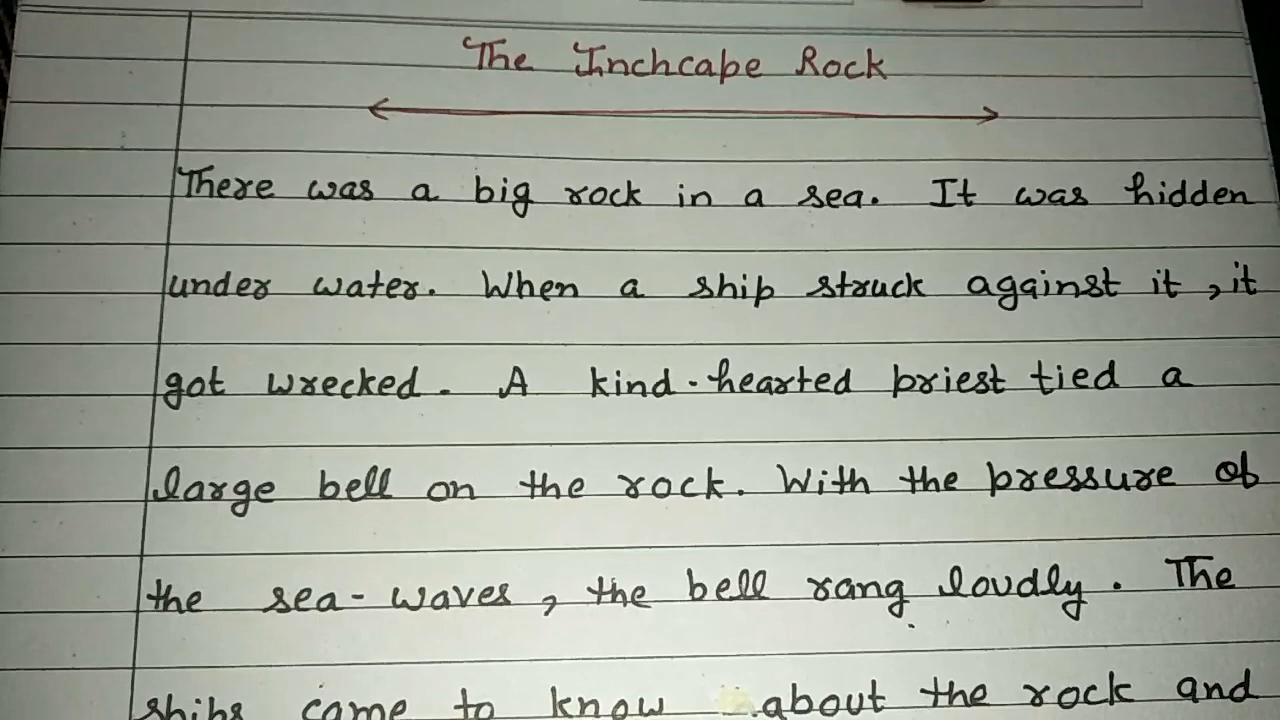 The Inchcape Rock
There was a big rock in a sea. It was hidden
under water. When a ship struck against it, it
got wrecked. A kind-hearted priest tied a
large bell on the rock. With the pressure of
the sea-waves, the bell rang loudly. The
ships came to know about the rock and